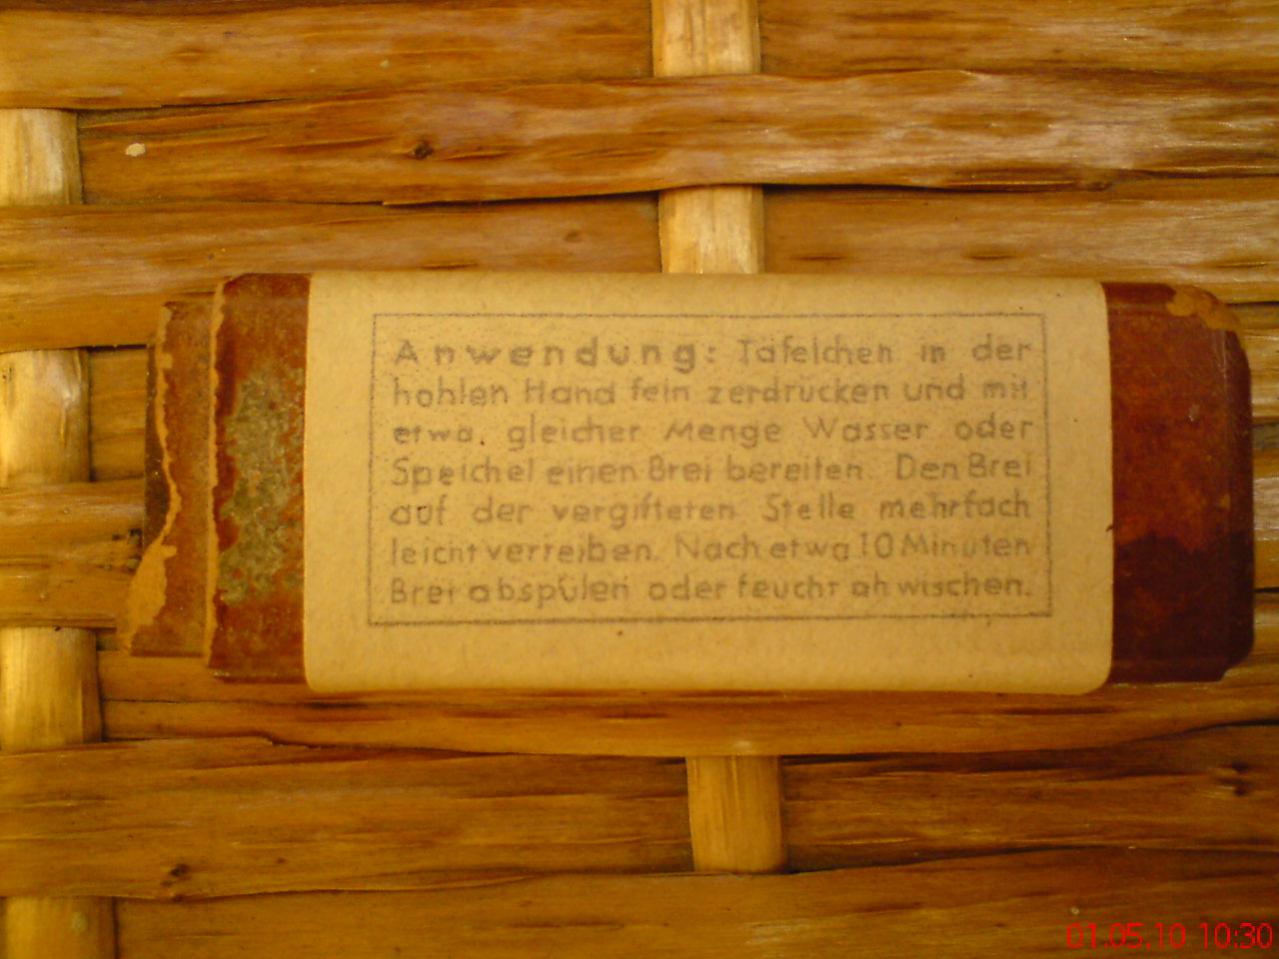 Anwendung: Täfelchen in der
hohlen Hand fein zerdrücken und mit
etwa gleicher Menge Wasser oder
Speichel einen Brei bereiten. Den Brei
auf der vergifteten Stelle mehrfach
leicht verreiben. Nach etwa 10 Minuten
Brei abspülen oder feucht abwischen.
01.05.10 10:30